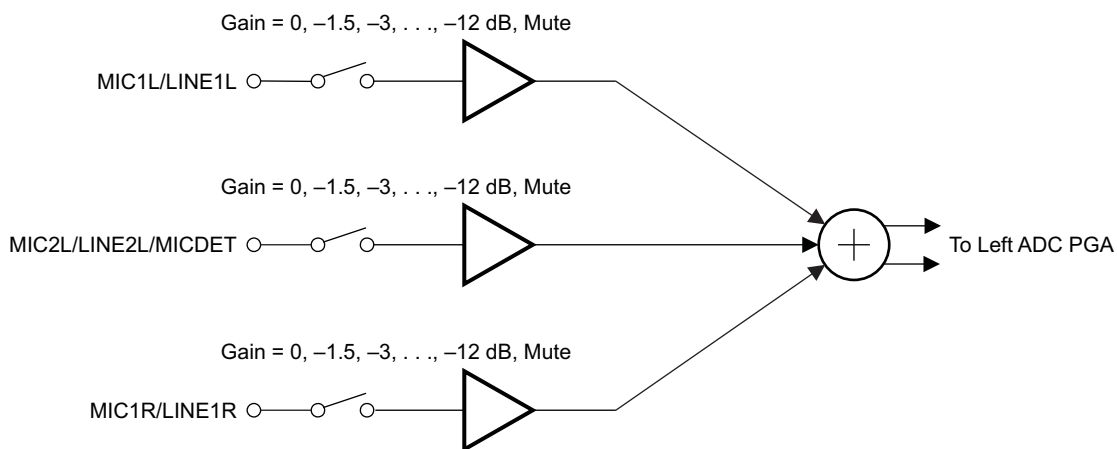 Gain = 0, –1.5, –3, . . ., –12 dB, Mute
MIC1L/LINE1L
Gain = 0, –1.5, –3, . . ., –12 dB, Mute
MIC2L/LINE2L/MICDET
To Left ADC PGA
Gain = 0, –1.5, –3, . . ., –12 dB, Mute
MIC1R/LINE1R